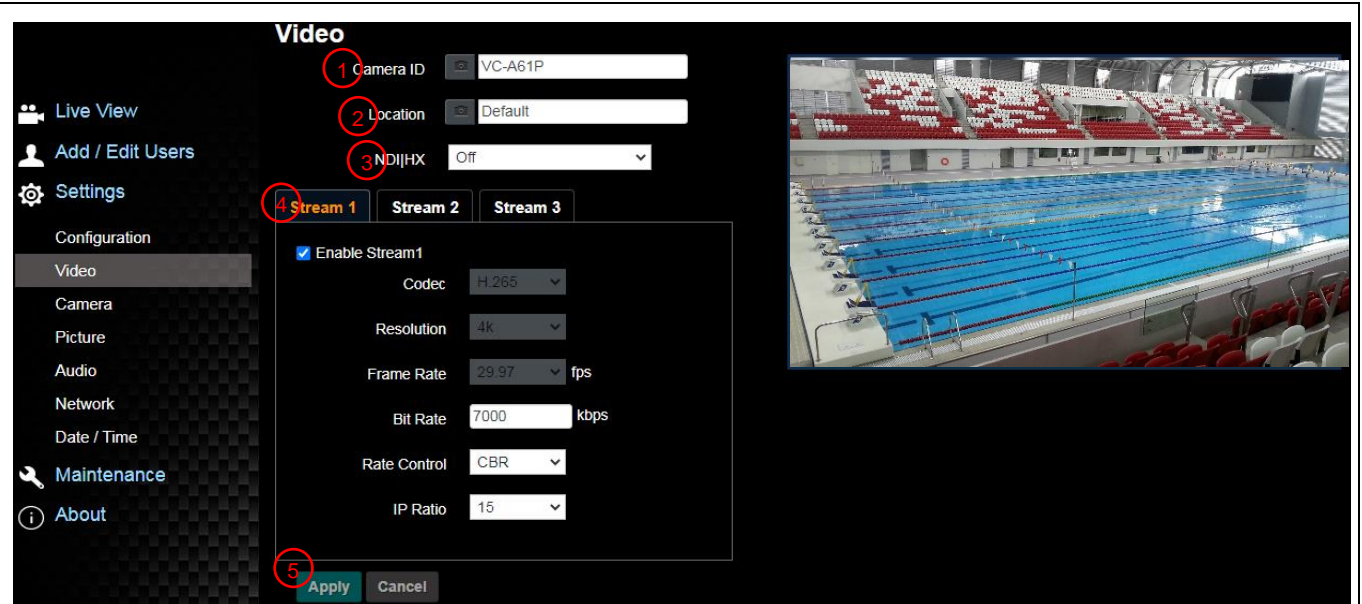 Video
1 Camera ID VC-A61P
2 Location Default
3 NDI|HX Off
Live View
Add / Edit Users
Settings
Configuration
Video
Camera
Picture
Audio
Network
Date / Time
Maintenance
About
4 Stream 1 Stream 2 Stream 3
Enable Stream1
Codec H.265
Resolution 4k
Frame Rate 29.97 fps
Bit Rate 7000 kbps
Rate Control CBR
IP Ratio 15
5
Apply Cancel